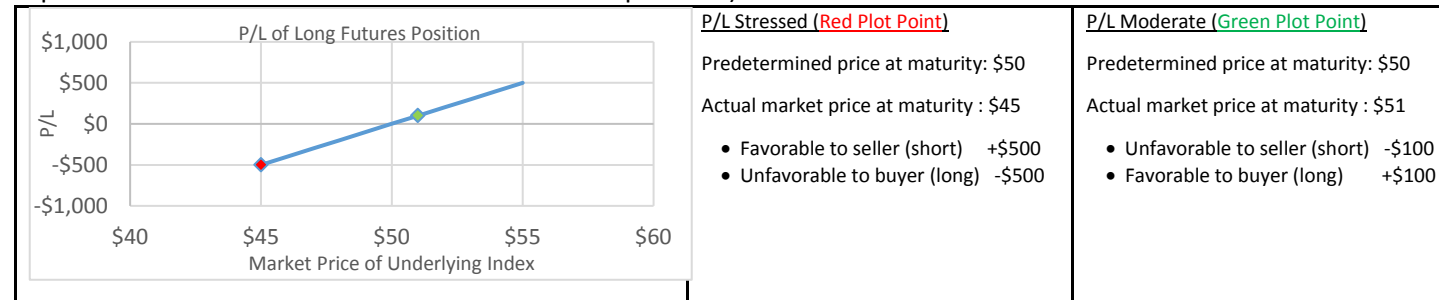 P/L of Long Futures Position
$1,000
$500
$0
-$500
-$1,000
P/L
$40 $45 $50 $55 $60
Market Price of Underlying Index
P/L Stressed (Red Plot Point)
Predetermined price at maturity: $50
Actual market price at maturity : $45
• Favorable to seller (short) +$500
• Unfavorable to buyer (long) -$500
P/L Moderate (Green Plot Point)
Predetermined price at maturity: $50
Actual market price at maturity : $51
• Unfavorable to seller (short) -$100
• Favorable to buyer (long) +$100